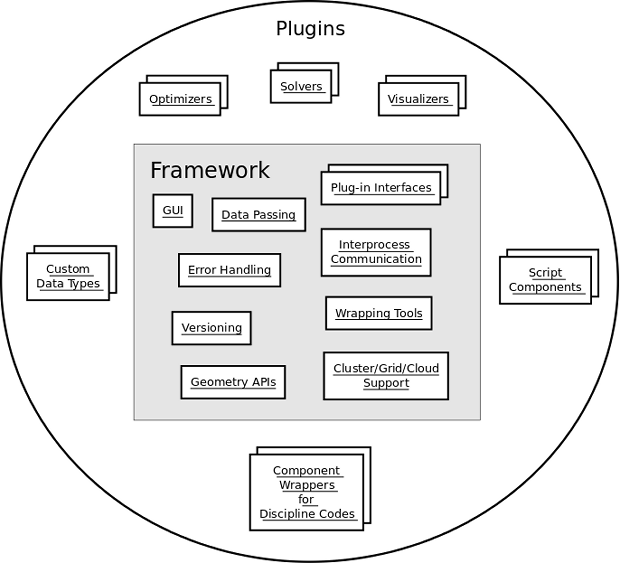 Plugins
Optimizers
Solvers
Visualizers
Framework
Plug-in Interfaces
GUI
Data Passing
Interprocess
Communication
Error Handling
Custom
Data Types
Script
Components
Versioning
Wrapping Tools
Geometry APIs
Cluster/Grid/Cloud
Support
Component
Wrappers
for
Discipline Codes